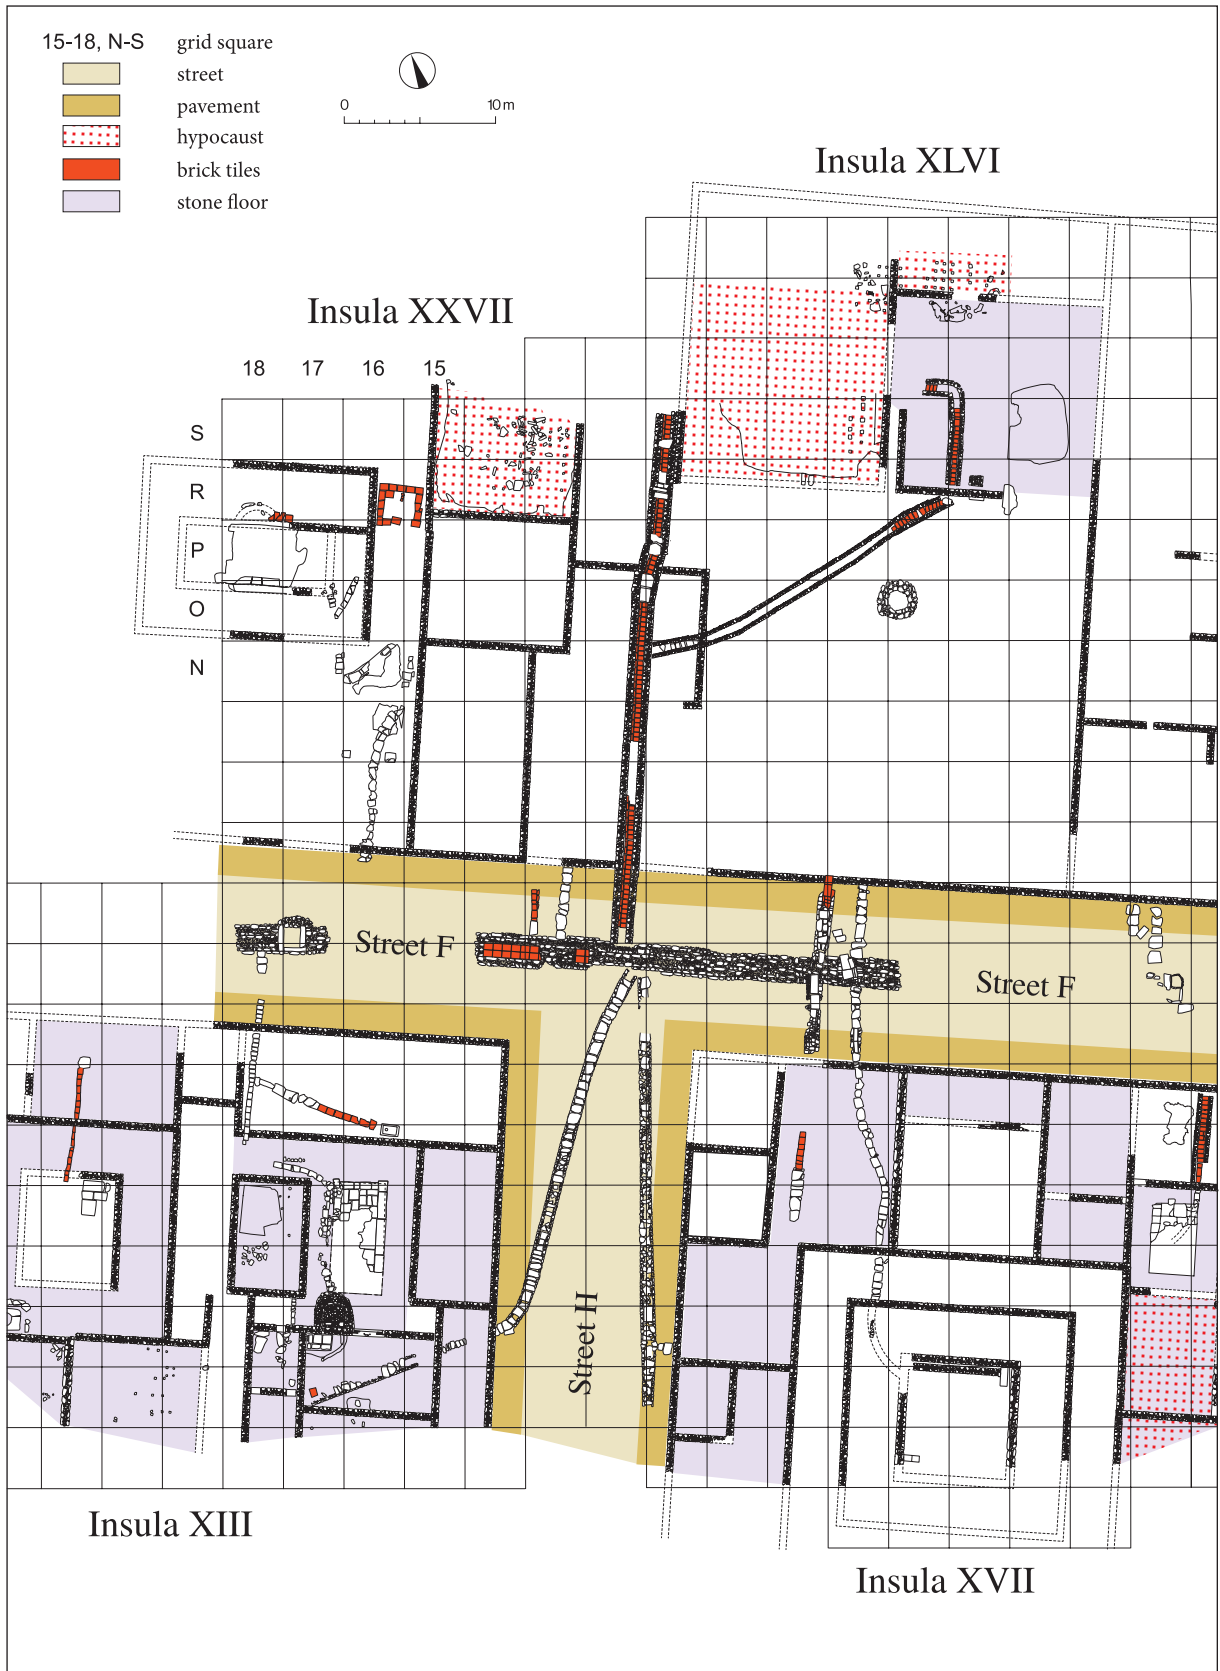 15-18, N-S grid square
street
pavement
hypocaust
brick tiles
stone floor
0 10 m
Insula XLVI
Insula XXVII
18 17 16 15
S
R
P
O
N
Street F
Street F
Street H
Insula XIII
Insula XVII